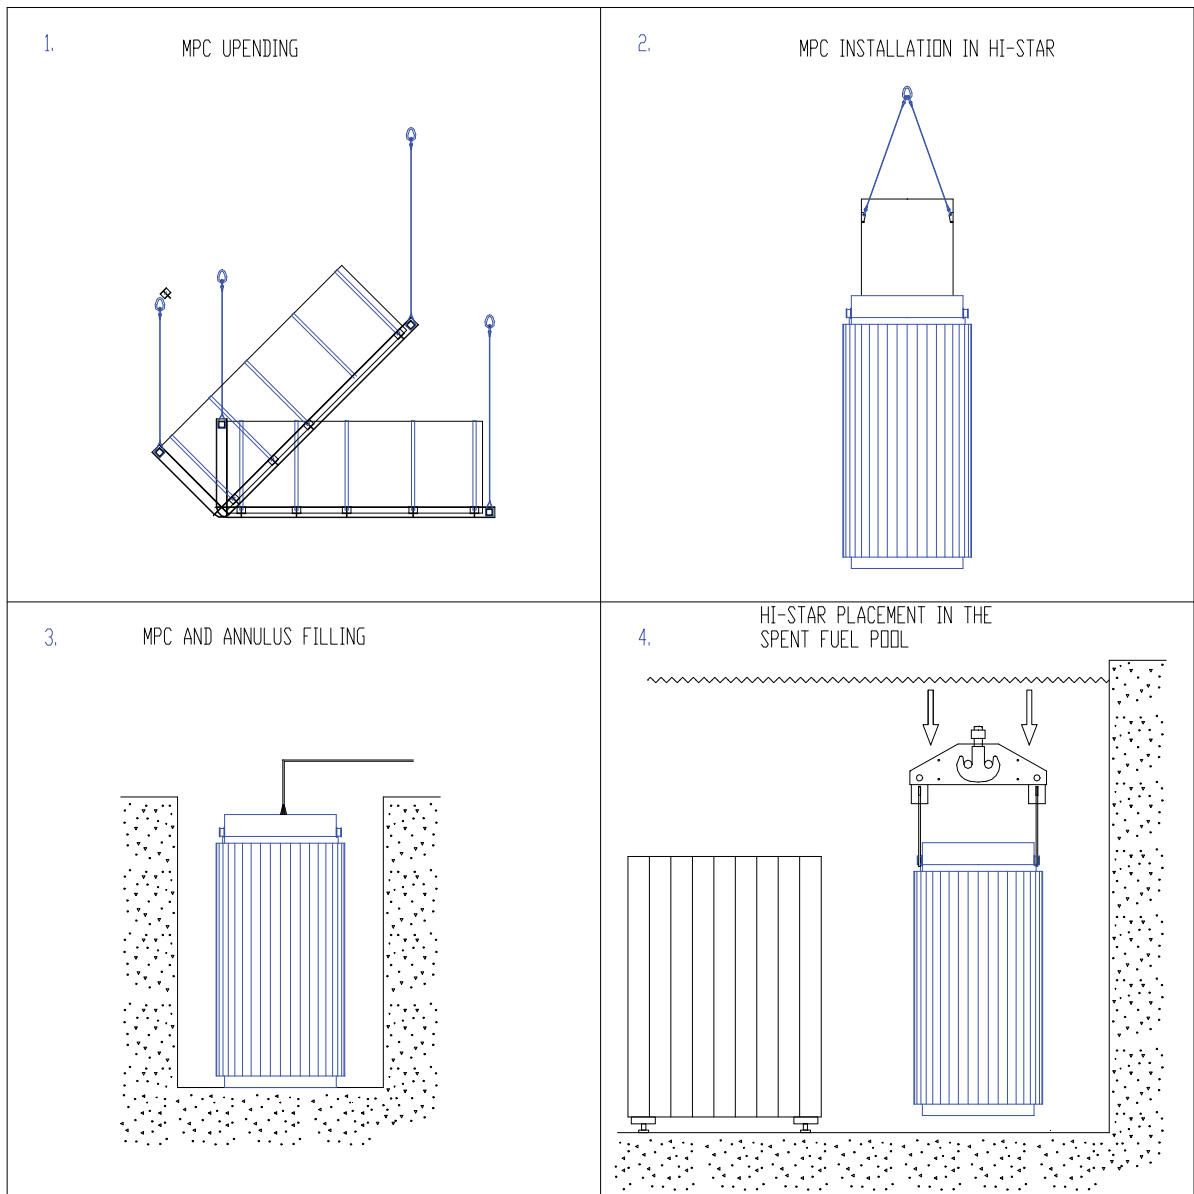 1.
MPC UPENDING
2.
MPC INSTALLATION IN HI-STAR
3.
MPC AND ANNULUS FILLING
4.
HI-STAR PLACEMENT IN THE
SPENT FUEL POOL